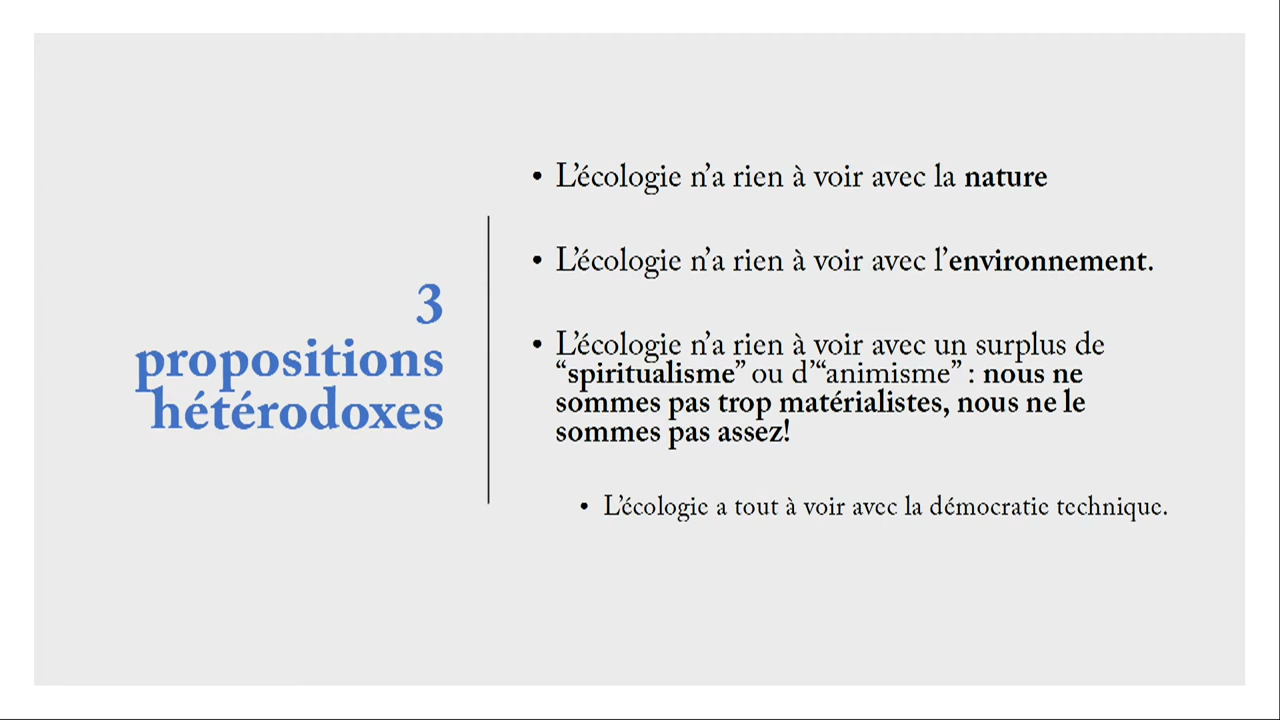 3
propositions
hétérodoxes
• L’écologie n’a rien à voir avec la nature
• L’écologie n’a rien à voir avec l’environnement.
• L’écologie n’a rien à voir avec un surplus de
“spiritualisme” ou d’“animisme” : nous ne
sommes pas trop matérialistes, nous ne le
sommes pas assez!
• L’écologie a tout à voir avec la démocratie technique.